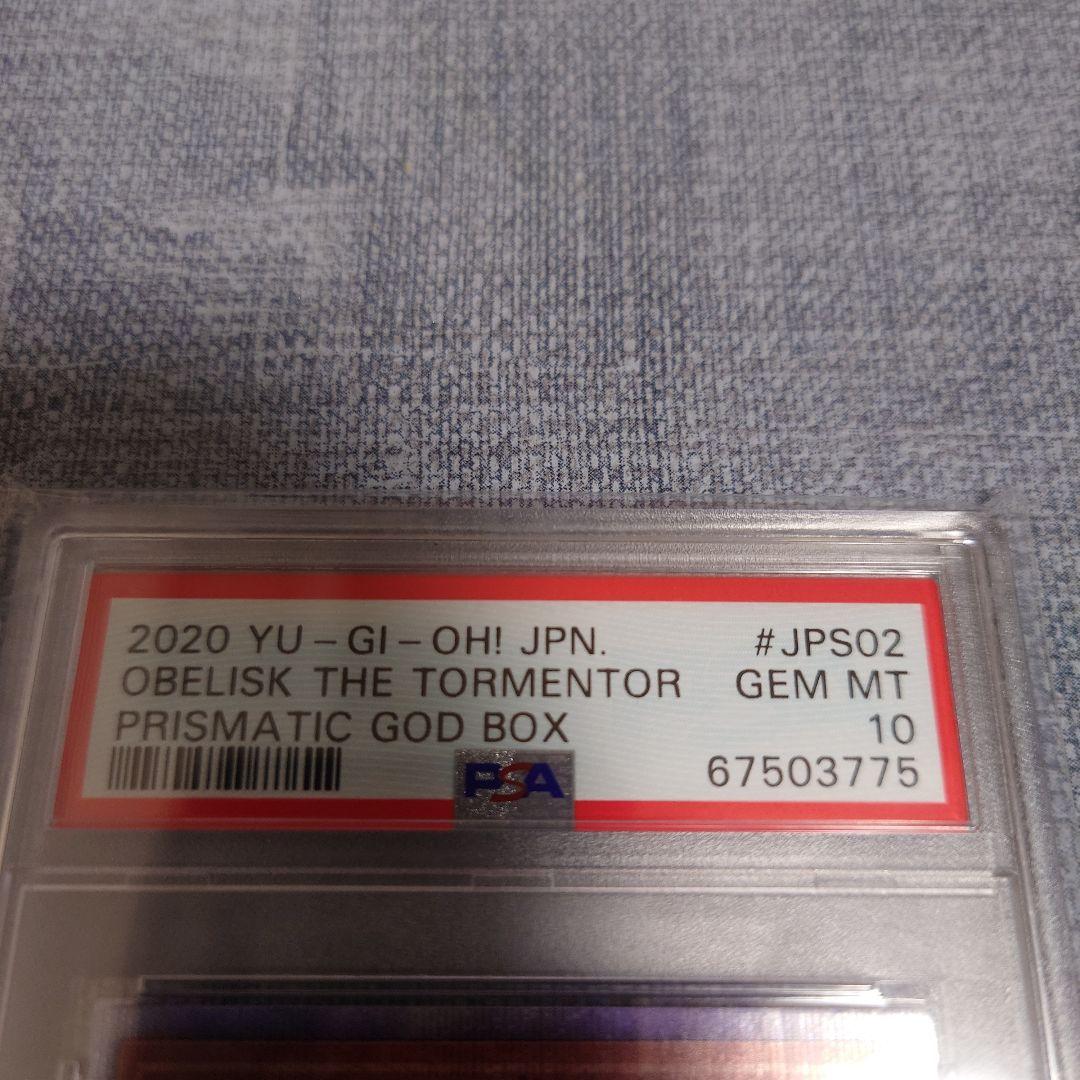 2020 YU-GI-OH! JPN. #JPS02
OBELISK THE TORMENTOR GEM MT
PRISMATIC GOD BOX 10
PSA 67503775